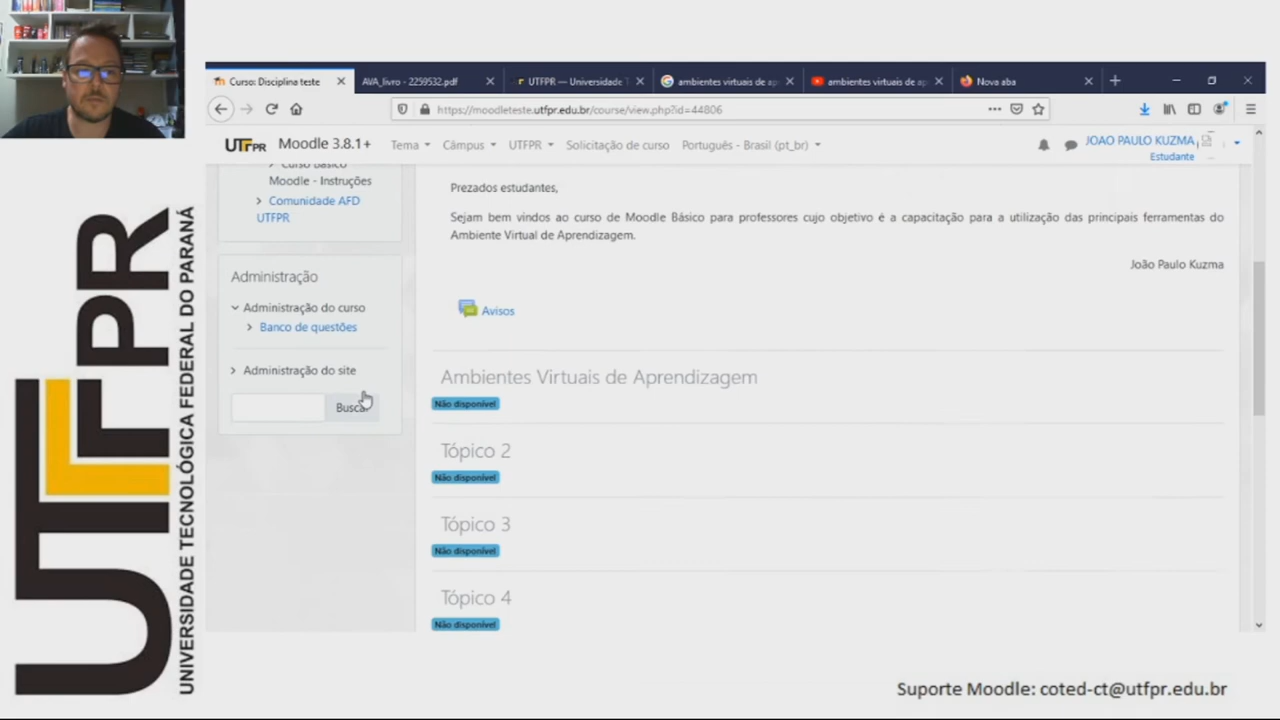 Curso: Disciplina teste
AVA_livro - 2259532.pdf
UTFPR — Universidade T
ambientes virtuais de ap
ambientes virtuais de ap
Nova aba
https://moodleteste.utfpr.edu.br/course/view.php?id=44806
UTFPR Moodle 3.8.1+ Tema Câmpus UTFPR Solicitação de curso Português - Brasil (pt_br)
JOAO PAULO KUZMA
Estudante
Curso Básico
Moodle - Instruções
Comunidade AFD
UTFPR
Administração
Administração do curso
Banco de questões
Administração do site
Busca
Prezados estudantes,
Sejam bem vindos ao curso de Moodle Básico para professores cujo objetivo é a capacitação para a utilização das principais ferramentas do
Ambiente Virtual de Aprendizagem.
João Paulo Kuzma
Avisos
Ambientes Virtuais de Aprendizagem
Não disponível
Tópico 2
Não disponível
Tópico 3
Não disponível
Tópico 4
Não disponível
UTFPR
UNIVERSIDADE TECNOLÓGICA FEDERAL DO PARANÁ
Suporte Moodle: coted-ct@utfpr.edu.br